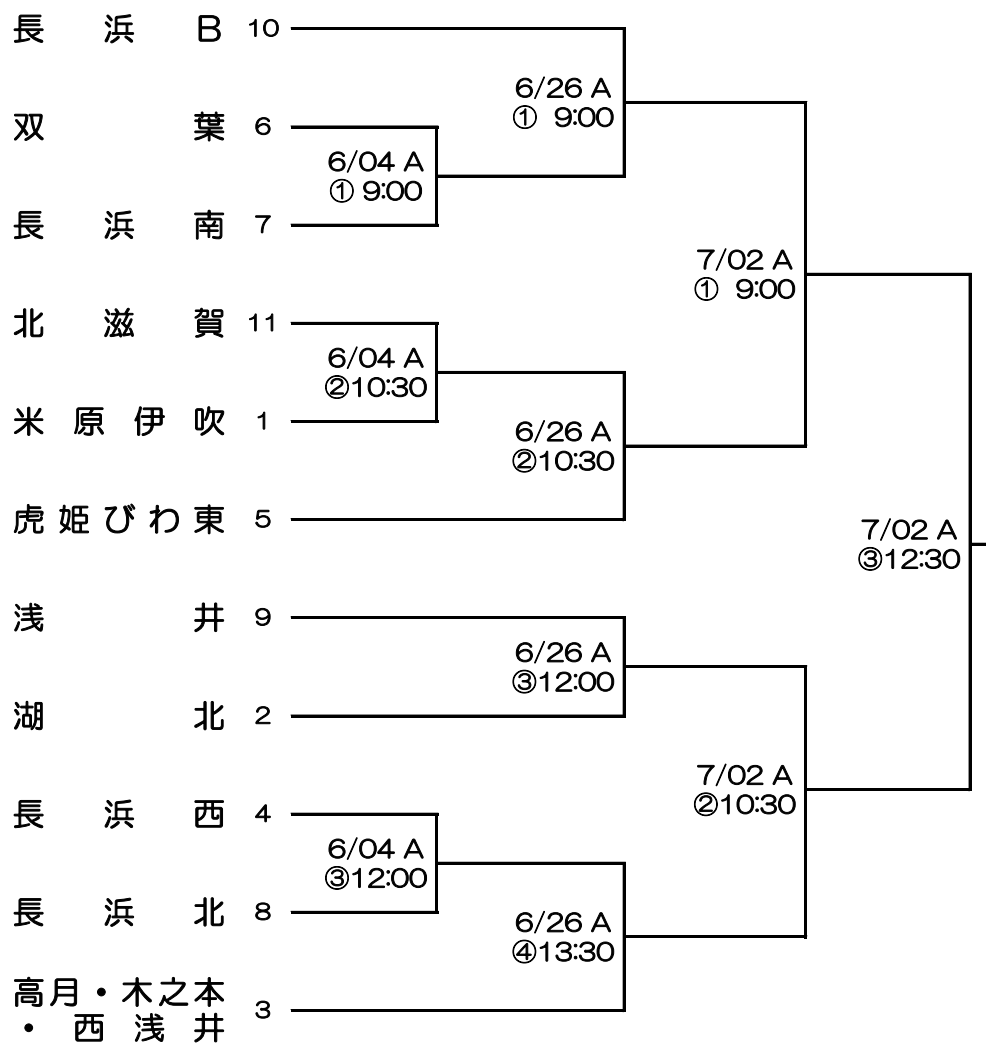 長浜B 10
6/26 A
① 9:00
双葉 6
6/04 A
① 9:00
長浜南 7
7/02 A
① 9:00
北滋賀 11
6/04 A
②10:30
米原伊吹 1
6/26 A
②10:30
虎姫びわ東 5
7/02 A
③12:30
浅井 9
6/26 A
③12:00
湖北 2
7/02 A
②10:30
長浜西 4
6/04 A
③12:00
長浜北 8
6/26 A
④13:30
高月・木之本
・西浅井 3